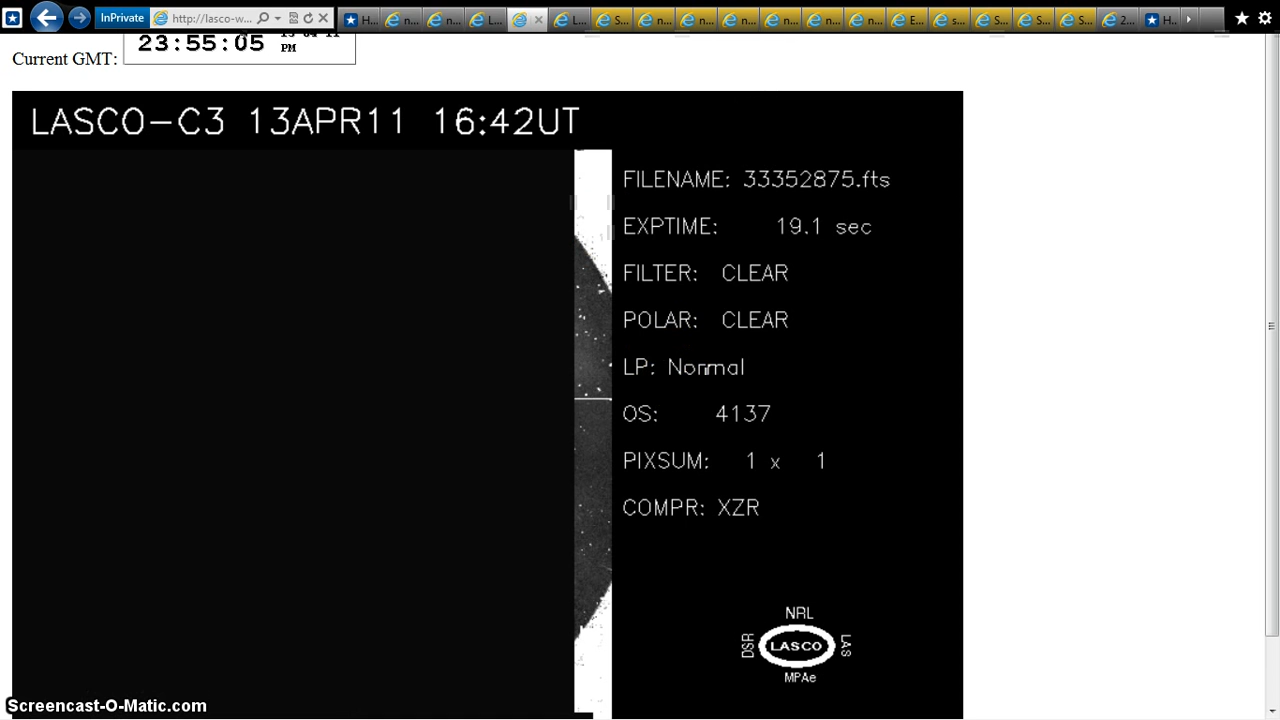 InPrivate http://lasco-w...
23:55:05
PM
Current GMT:
LASCO-C3 13APR11 16:42UT
FILENAME: 33352875.fts
EXPTIME: 19.1 sec
FILTER: CLEAR
POLAR: CLEAR
LP: Normal
OS: 4137
PIXSUM: 1 x 1
COMPR: XZR
NRL
DSR LASCO LAS
MPAe
Screencast-O-Matic.com